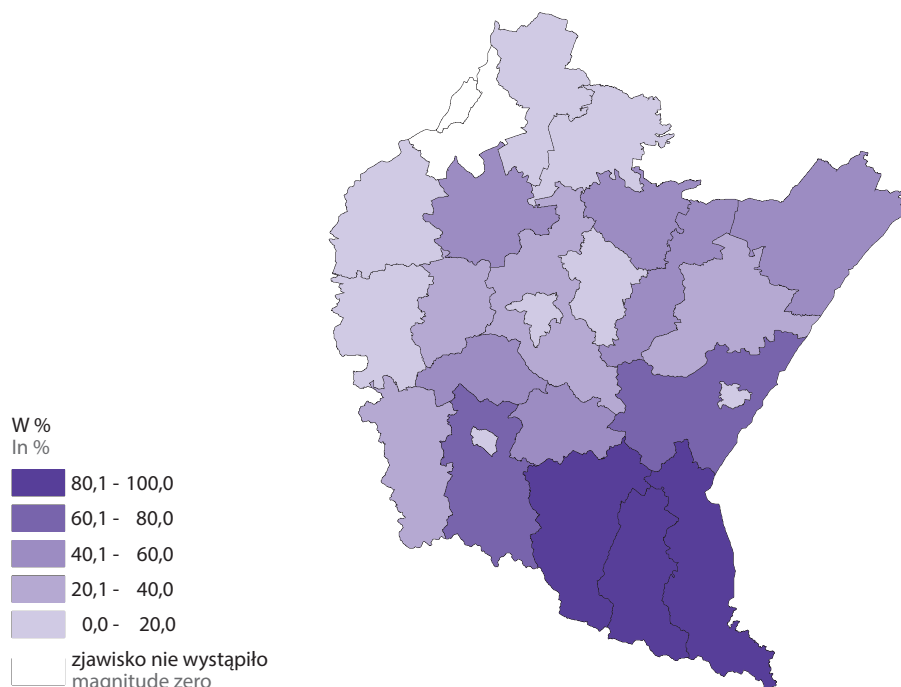 W %
In %
80,1 - 100,0
60,1 - 80,0
40,1 - 60,0
20,1 - 40,0
0,0 - 20,0
zjawisko nie wystąpiło
magnitude zero